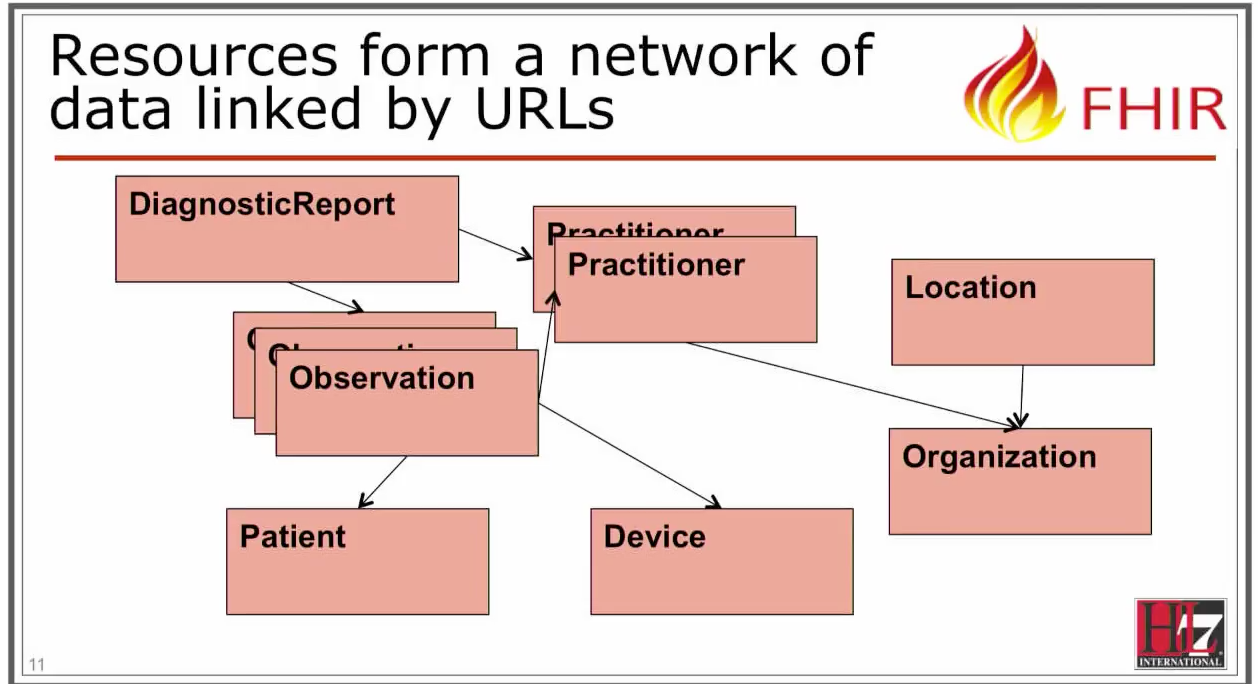 Resources form a network of
data linked by URLs
FHIR
DiagnosticReport
Practitioner
Practitioner
Location
Observation
Organization
Patient
Device
HL7
INTERNATIONAL
11